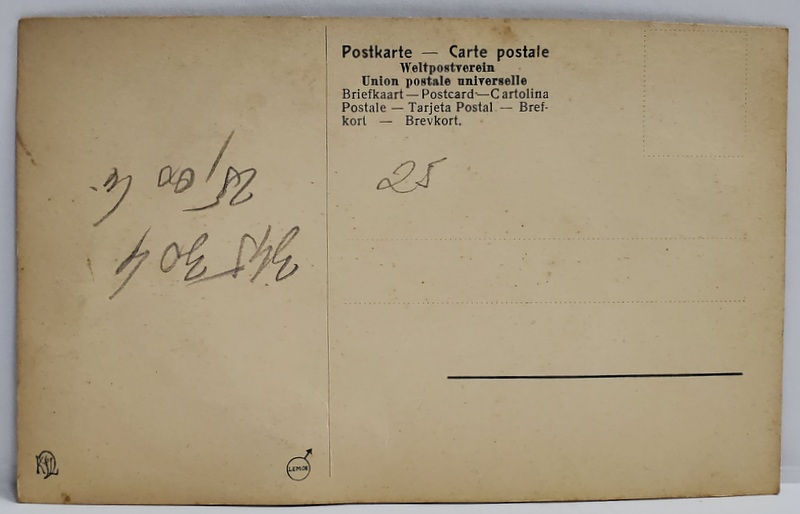 Postkarte — Carte postale
Weltpostverein
Union postale universelle
Briefkaart — Postcard — Cartolina
Postale — Tarjeta Postal — Bref-
kort — Brevkort.
25